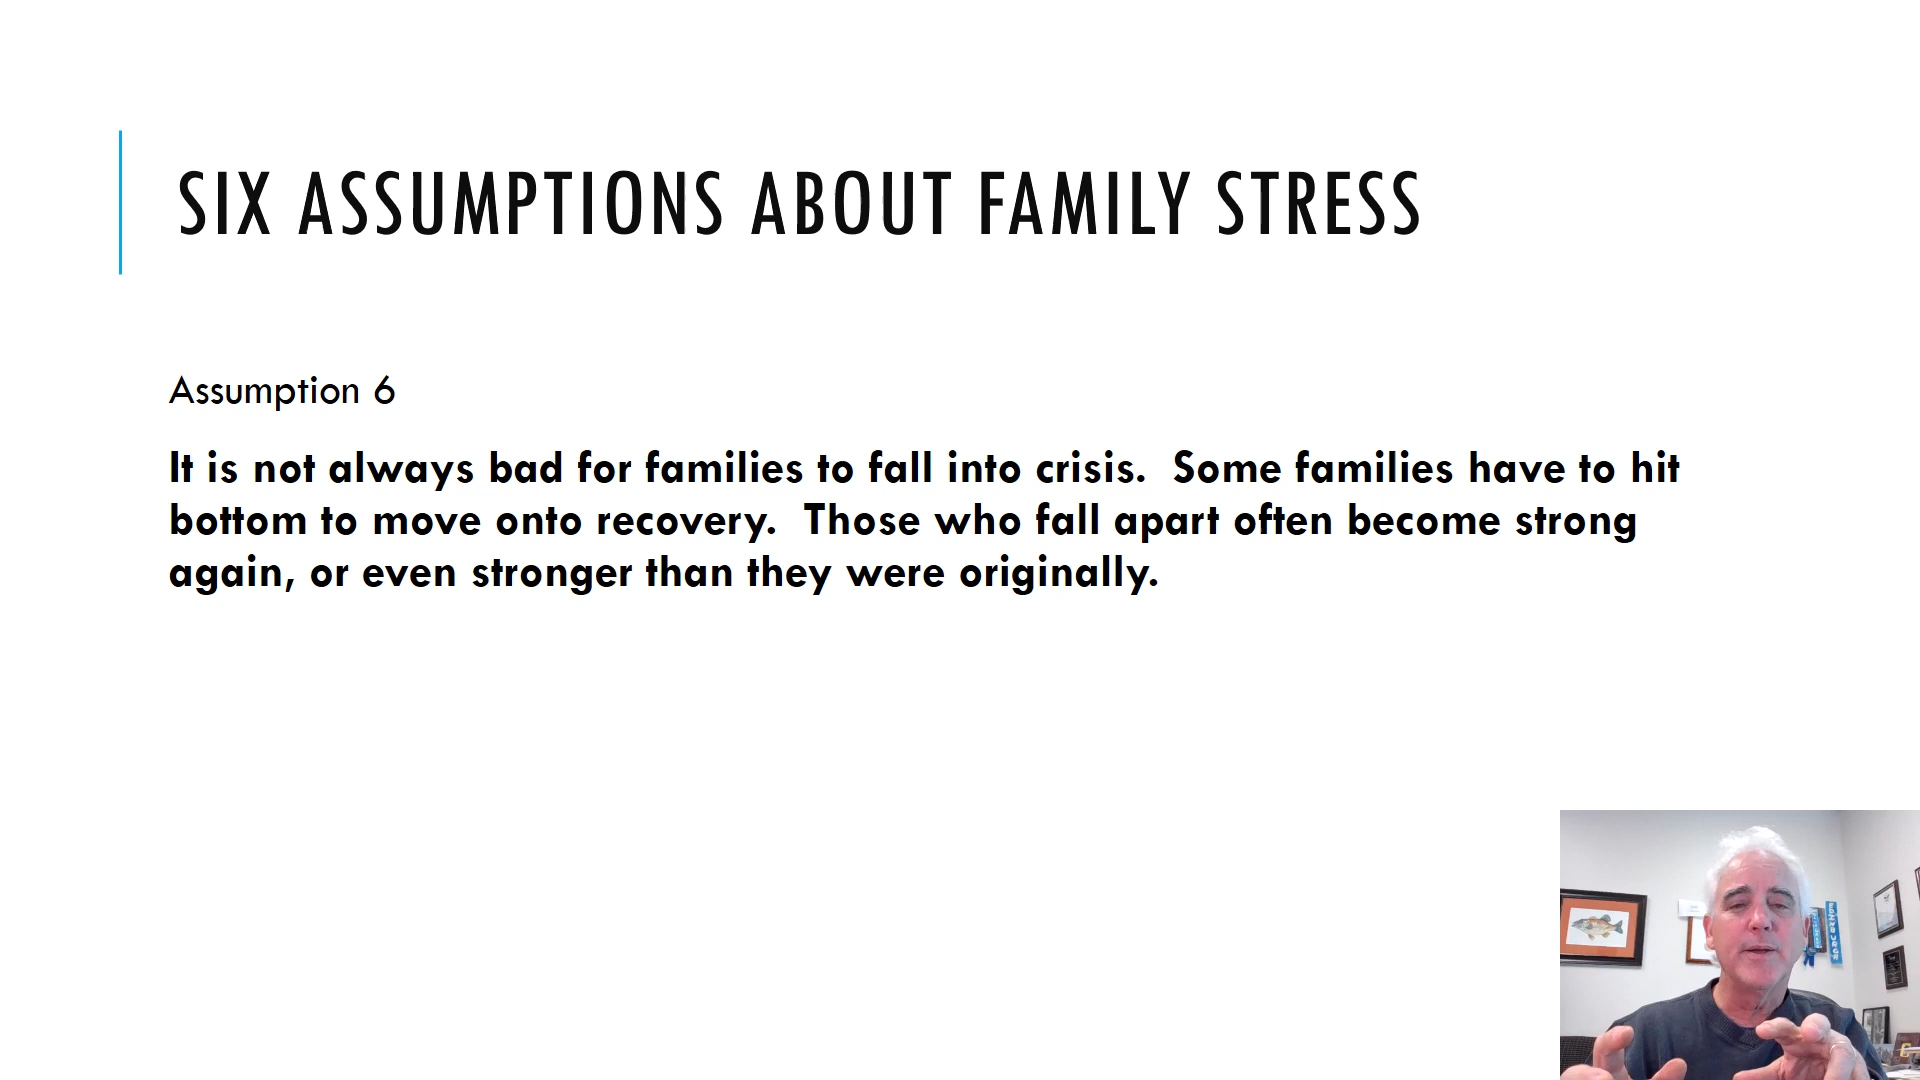 SIX ASSUMPTIONS ABOUT FAMILY STRESS
Assumption 6
It is not always bad for families to fall into crisis.  Some families have to hit
bottom to move onto recovery.  Those who fall apart often become strong
again, or even stronger than they were originally.